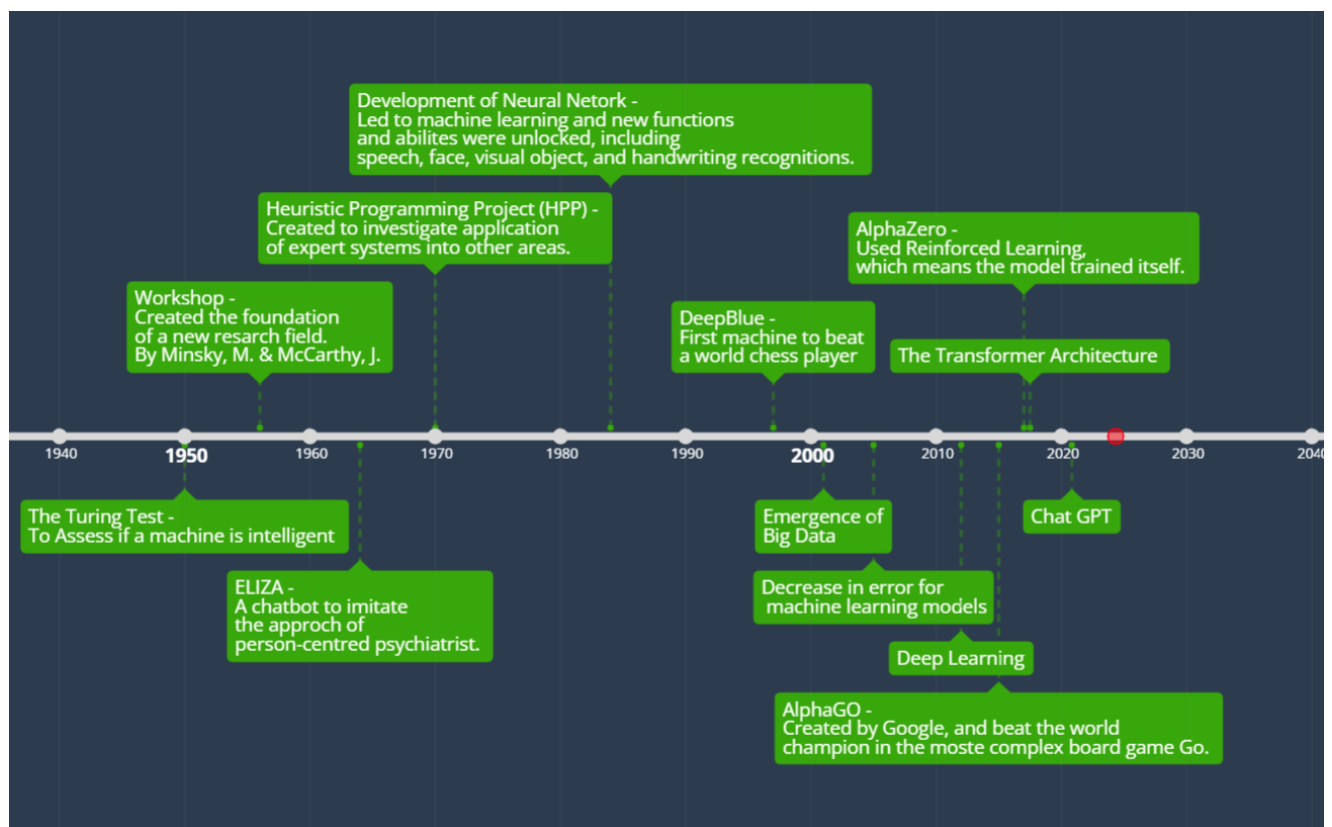 Development of Neural Netork -
Led to machine learning and new functions
and abilites were unlocked, including
speech, face, visual object, and handwriting recognitions.
Heuristic Programming Project (HPP) -
Created to investigate application
of expert systems into other areas.
AlphaZero -
Used Reinforced Learning,
which means the model trained itself.
Workshop -
Created the foundation
of a new resarch field.
By Minsky, M. & McCarthy, J.
DeepBlue -
First machine to beat
a world chess player
The Transformer Architecture
1940 1950 1960 1970 1980 1990 2000 2010 2020 2030 2040
The Turing Test -
To Assess if a machine is intelligent
Emergence of
Big Data
Chat GPT
ELIZA -
A chatbot to imitate
the approch of
person-centred psychiatrist.
Decrease in error for
machine learning models
Deep Learning
AlphaGO -
Created by Google, and beat the world
champion in the moste complex board game Go.